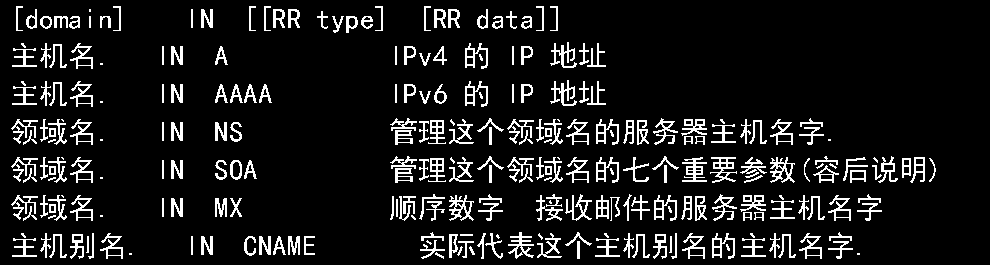 [domain]    IN  [[RR type]  [RR data]]
主机名.    IN  A           IPv4 的 IP 地址
主机名.    IN  AAAA        IPv6 的 IP 地址
领域名.    IN  NS          管理这个领域名的服务器主机名字.
领域名.    IN  SOA         管理这个领域名的七个重要参数(容后说明)
领域名.    IN  MX          顺序数字  接收邮件的服务器主机名字
主机别名.    IN  CNAME       实际代表这个主机别名的主机名字.